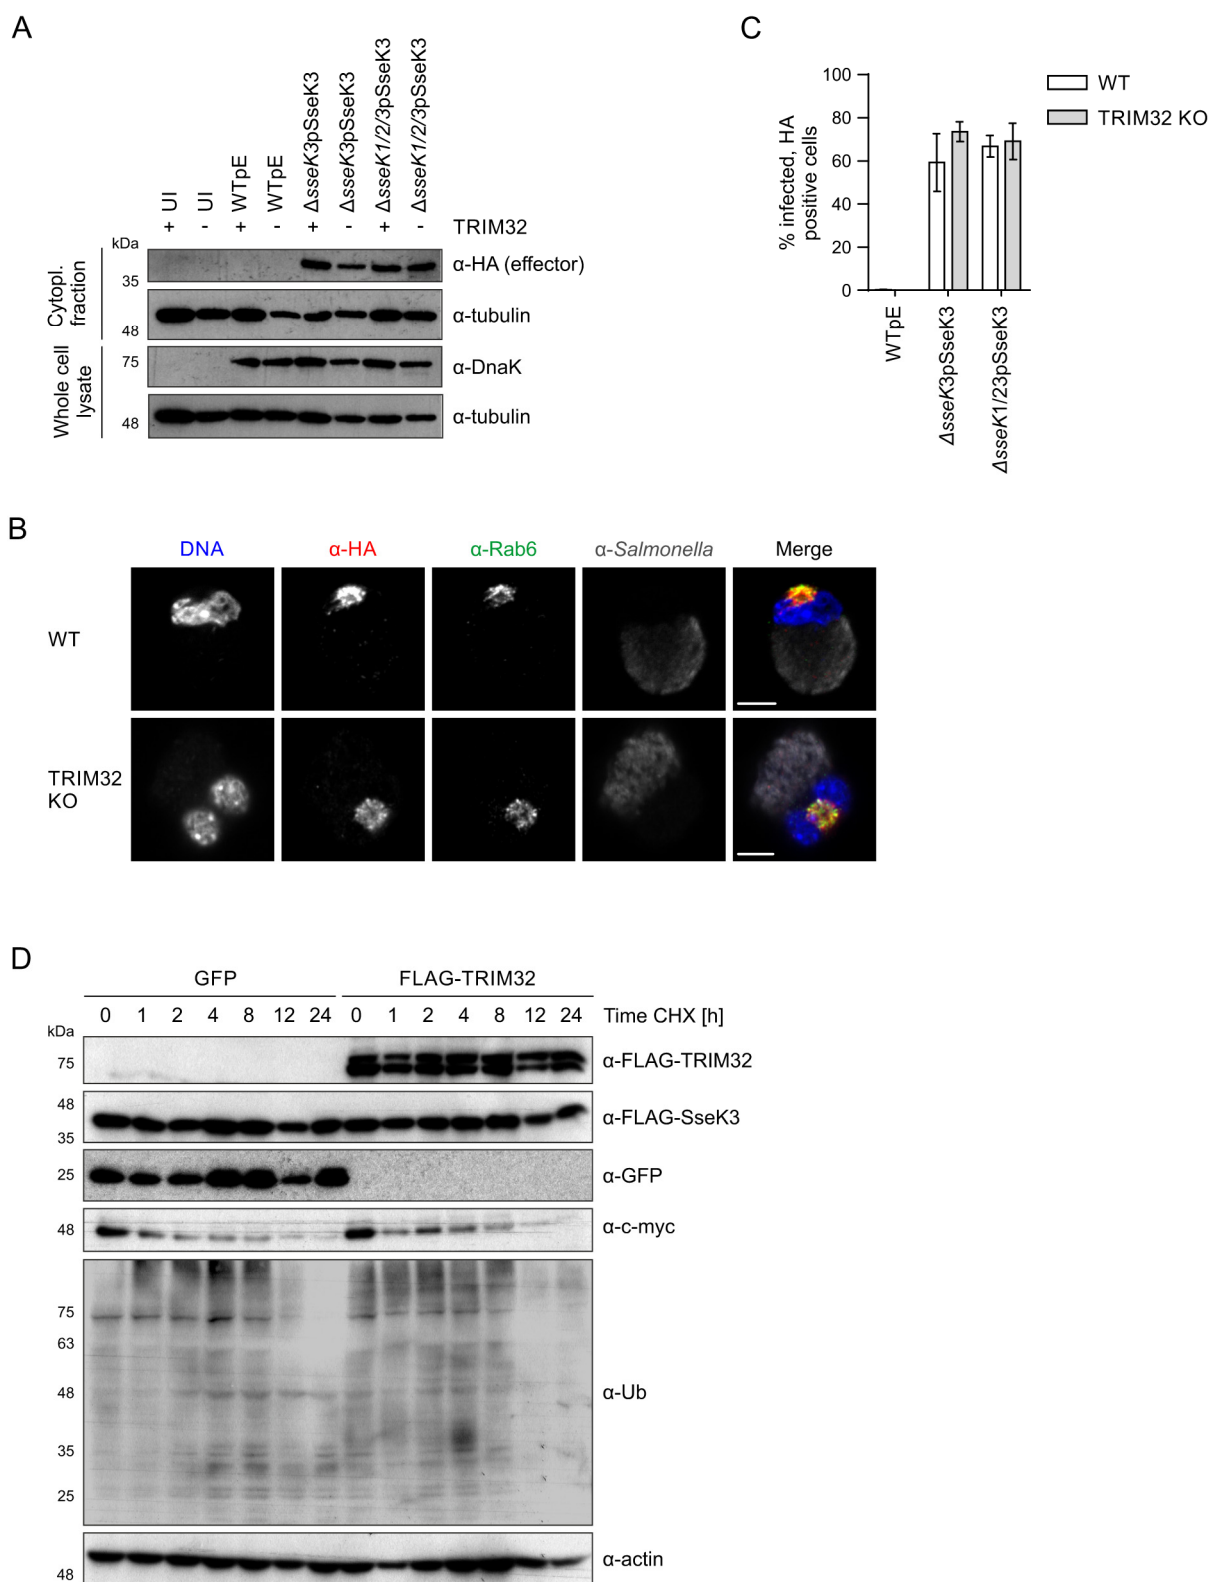 A
UI
UI
WTpE
WTpE
ΔsseK3pSseK3
ΔsseK3pSseK3
ΔsseK1/2/3pSseK3
ΔsseK1/2/3pSseK3
+ - + - + - + - TRIM32
kDa
Cytopl. fraction
35
α-HA (effector)
48
α-tubulin
Whole cell lysate
75
α-DnaK
48
α-tubulin
C
% infected, HA
positive cells
100
80
60
40
20
0
WTpE
ΔsseK3pSseK3
ΔsseK1/23pSseK3
WT
TRIM32 KO
B
DNA α-HA α-Rab6 α-Salmonella Merge
WT
TRIM32
KO
D
GFP FLAG-TRIM32
0 1 2 4 8 12 24 0 1 2 4 8 12 24 Time CHX [h]
kDa
75 α-FLAG-TRIM32
48
α-FLAG-SseK3
35
25 α-GFP
48 α-c-myc
75
63
48 α-Ub
35
25
α-actin
48